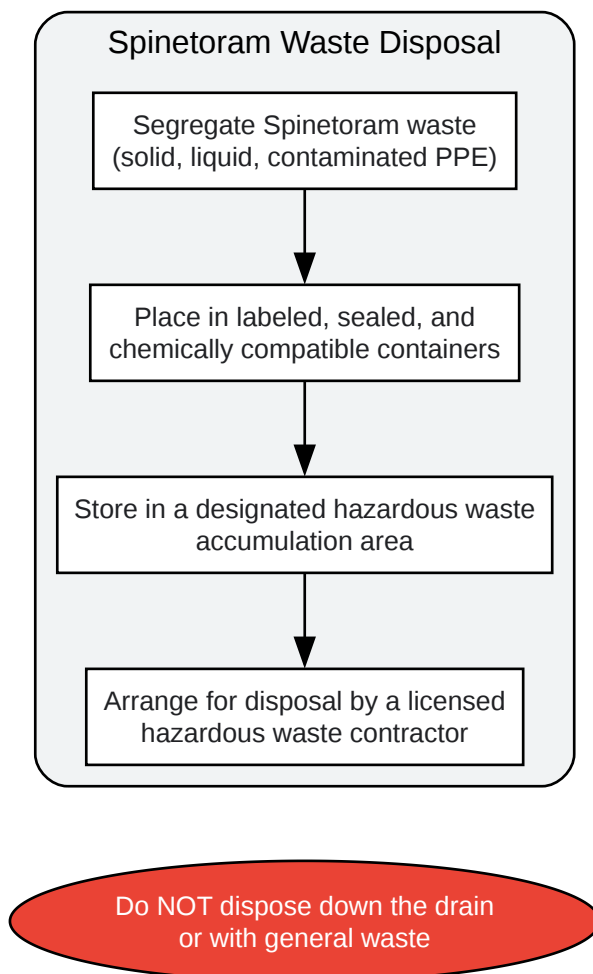 Spinetoram Waste Disposal
Segregate Spinetoram waste
(solid, liquid, contaminated PPE)
Place in labeled, sealed, and
chemically compatible containers
Store in a designated hazardous waste
accumulation area
Arrange for disposal by a licensed
hazardous waste contractor
Do NOT dispose down the drain
or with general waste